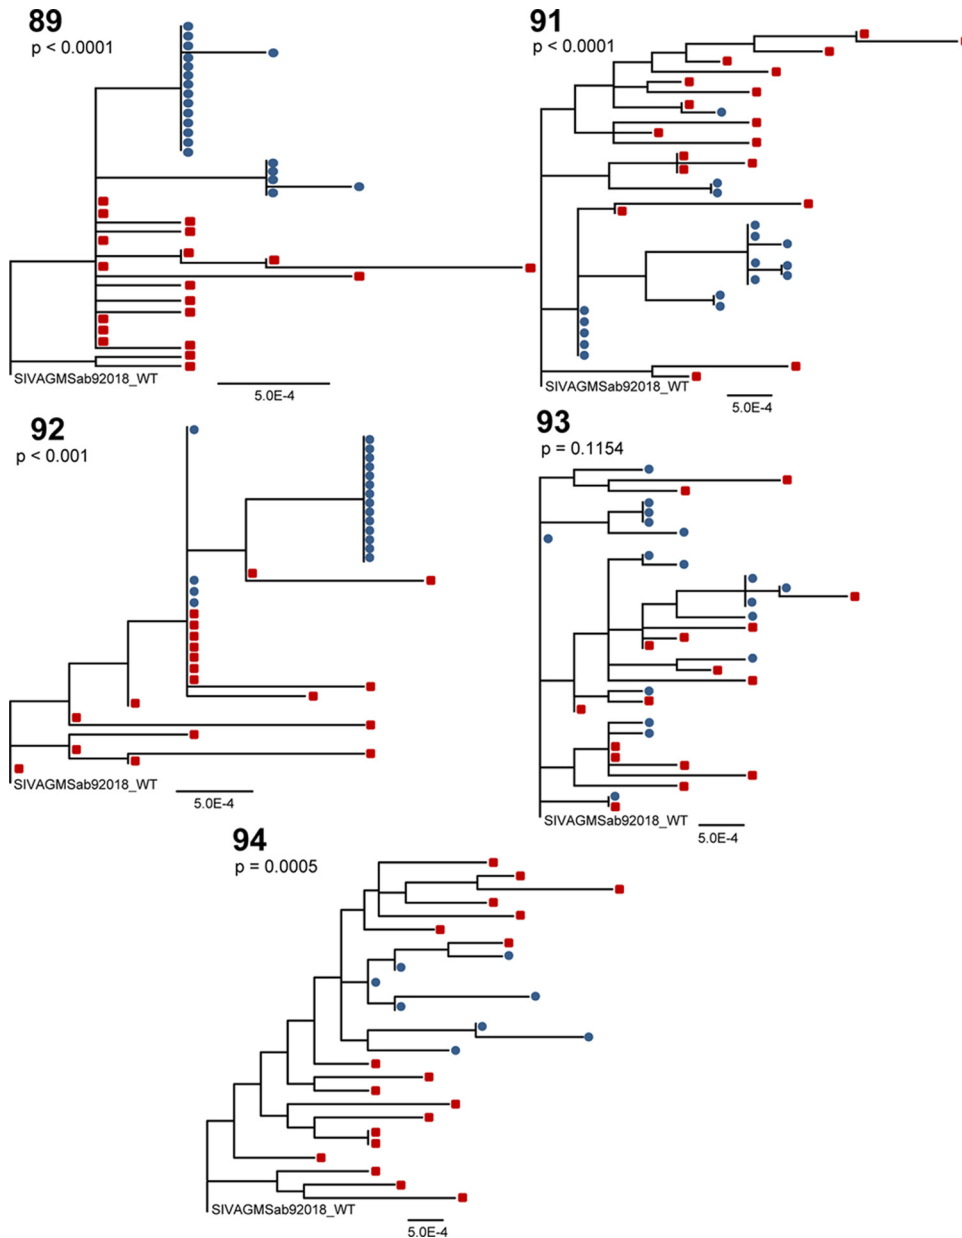 89
p < 0.0001
SIVAGMSab92018_WT
5.0E-4
91
p < 0.0001
SIVAGMSab92018_WT
5.0E-4
92
p < 0.001
SIVAGMSab92018_WT
5.0E-4
93
p = 0.1154
SIVAGMSab92018_WT
5.0E-4
94
p = 0.0005
SIVAGMSab92018_WT
5.0E-4